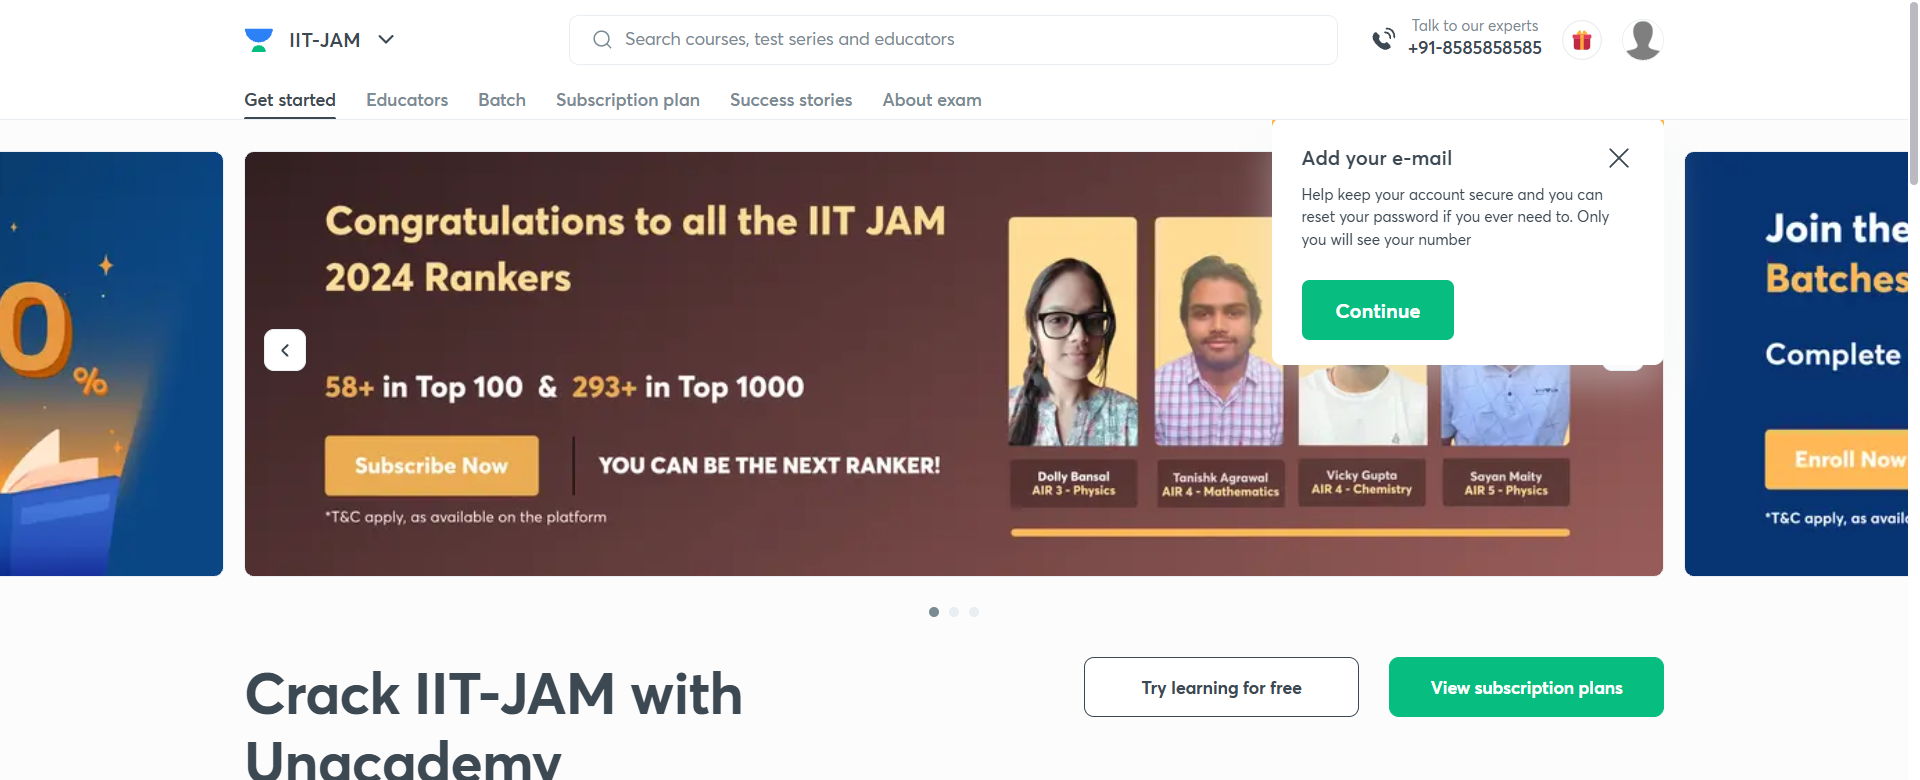 IIT-JAM
Search courses, test series and educators
Talk to our experts
+91-8585858585
Get started
Educators
Batch
Subscription plan
Success stories
About exam
Add your e-mail
Help keep your account secure and you can
reset your password if you ever need to. Only
you will see your number
Continue
0
%
Congratulations to all the IIT JAM
2024 Rankers
58+ in Top 100 & 293+ in Top 1000
Subscribe Now
YOU CAN BE THE NEXT RANKER!
*T&C apply, as available on the platform
Dolly Bansal
AIR 3 - Physics
Tanishk Agrawal
AIR 4 - Mathematics
Vicky Gupta
AIR 4 - Chemistry
Sayan Maity
AIR 5 - Physics
Join the
Batches
Complete
Enroll Now
*T&C apply, as
Crack IIT-JAM with
Unacademy
Try learning for free
View subscription plans